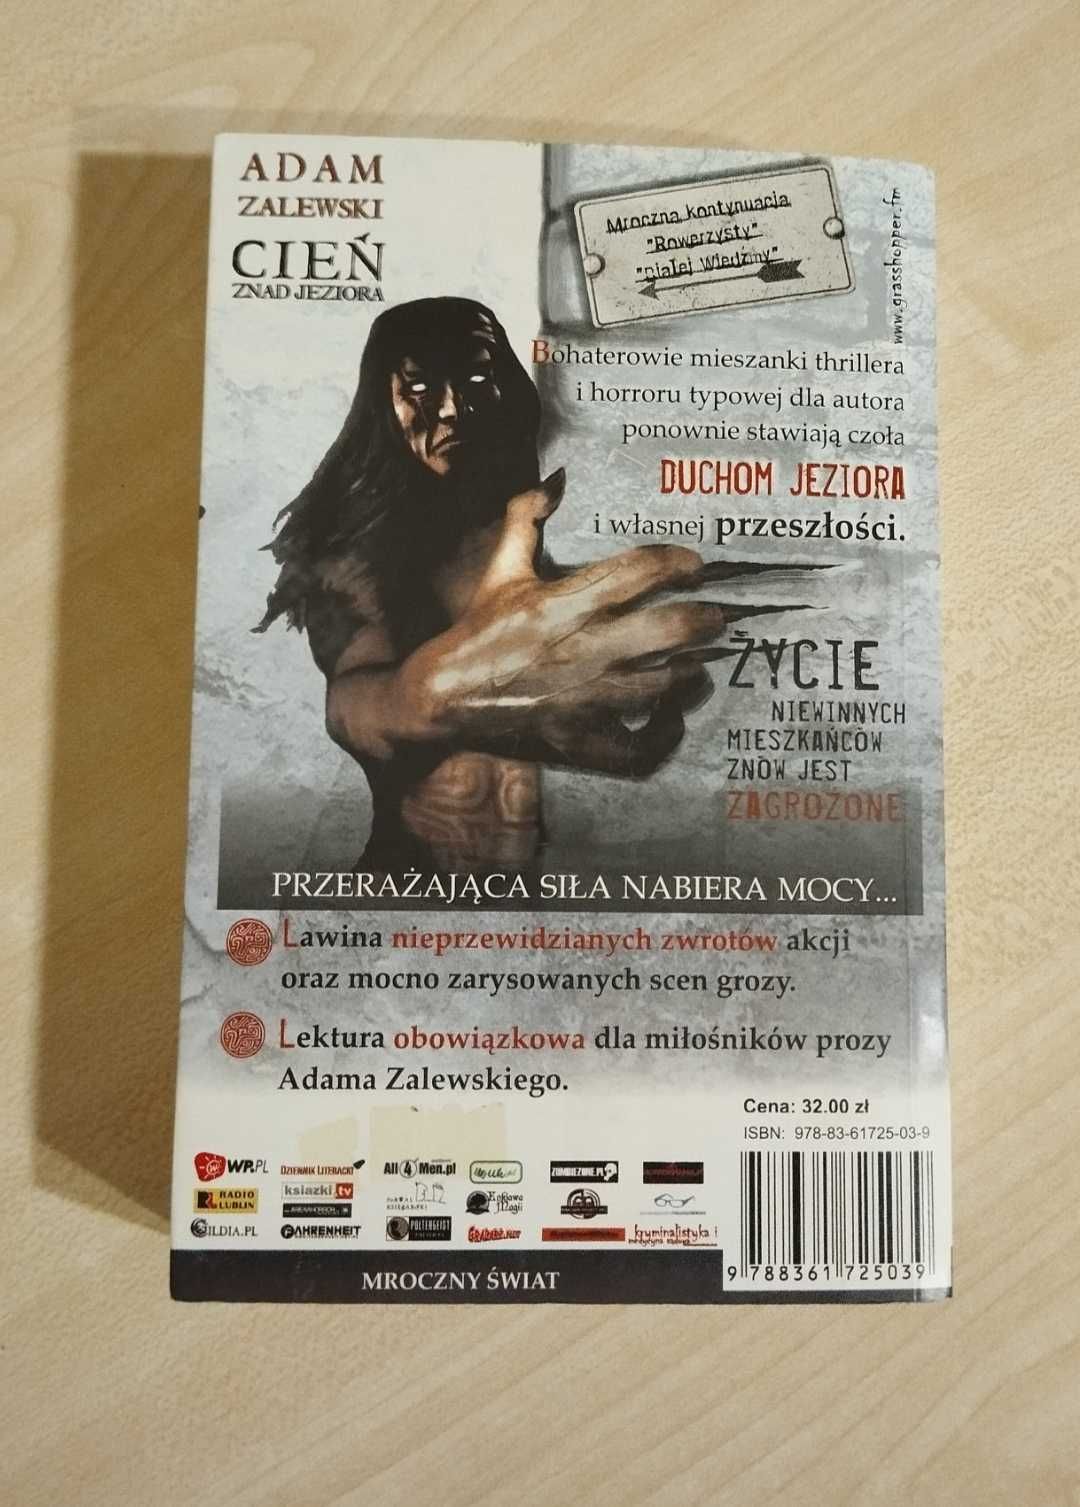 ADAM
ZALEWSKI
CIEŃ
ZNAD JEZIORA
Mroczna kontynuacja
"Rowerzysty"
"Białej Wiedźmy"
www.grasshopper.fm
Bohaterowie mieszanki thrillera
i horroru typowej dla autora
ponownie stawiają czoła
DUCHOM JEZIORA
i własnej przeszłości.
ŻYCIE
NIEWINNYCH
MIESZKAŃCÓW
ZNÓW JEST
ZAGROŻONE
PRZERAŻAJĄCA SIŁA NABIERA MOCY...
Lawina nieprzewidzianych zwrotów akcji
oraz mocno zarysowanych scen grozy.
Lektura obowiązkowa dla miłośników prozy
Adama Zalewskiego.
Cena: 32.00 zł
ISBN: 978-83-61725-03-9
WP.PL
DZIENNIK LITERACKI
All4Men.pl
ZOMBIEZONE.PL
RADIO
LUBLIN
ksiazki.tv
GILDIA.PL
FAHRENHEIT
POLTERGEIST
kryminalistyka i
medycyna sądowa
9 788361 725039
MROCZNY ŚWIAT